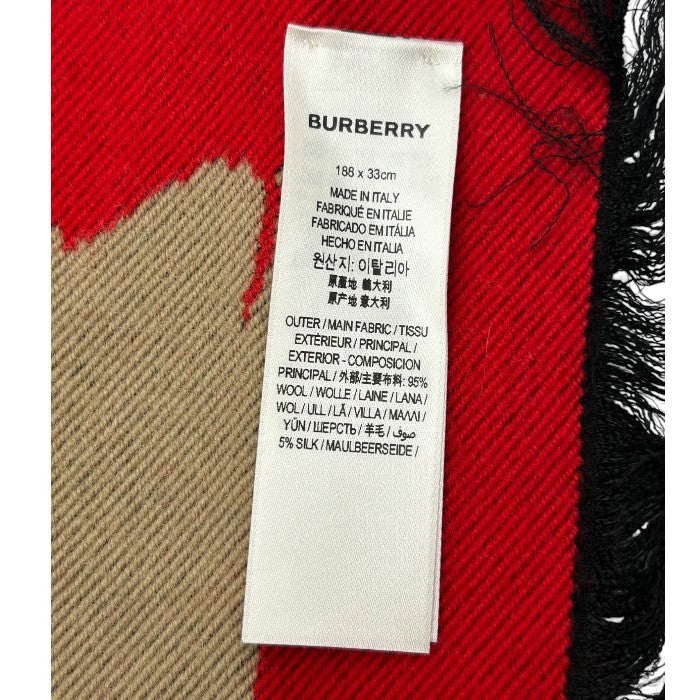 BURBERRY
188 x 33cm
MADE IN ITALY
FABRIQUÉ EN ITALIE
FABRICADO EM ITÁLIA
HECHO EN ITALIA
원산지: 이탈리아
原産地 義大利
原产地 意大利
OUTER / MAIN FABRIC / TISSU
EXTÉRIEUR / PRINCIPAL /
EXTERIOR - COMPOSICION
PRINCIPAL / 外部/主要布料: 95%
WOOL / WOLLE / LAINE / LANA /
WOL / ULL / LÃ / VILLA / ΜΑΛΛΙ /
YÜN / ШЕРСТЬ / 羊毛 / صوف /
5% SILK / MAULBEERSEIDE /